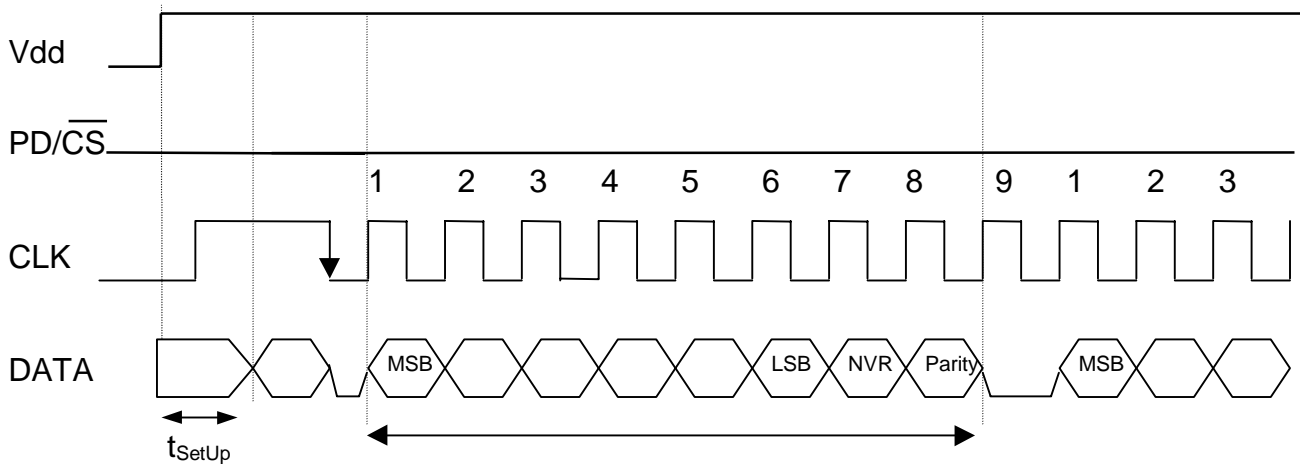 Vdd
PD/CS
1 2 3 4 5 6 7 8 9 1 2 3
CLK
DATA MSB LSB NVR Parity MSB
tSetUp